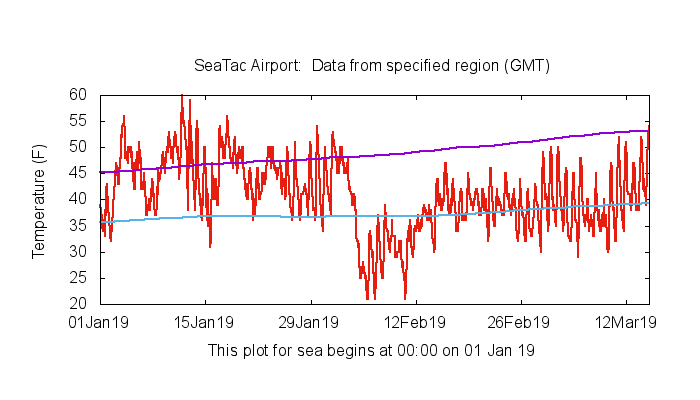 SeaTac Airport:  Data from specified region (GMT)
60
55
50
45
40
35
30
25
20
Temperature (F)
01Jan19 15Jan19 29Jan19 12Feb19 26Feb19 12Mar19
This plot for sea begins at 00:00 on 01 Jan 19